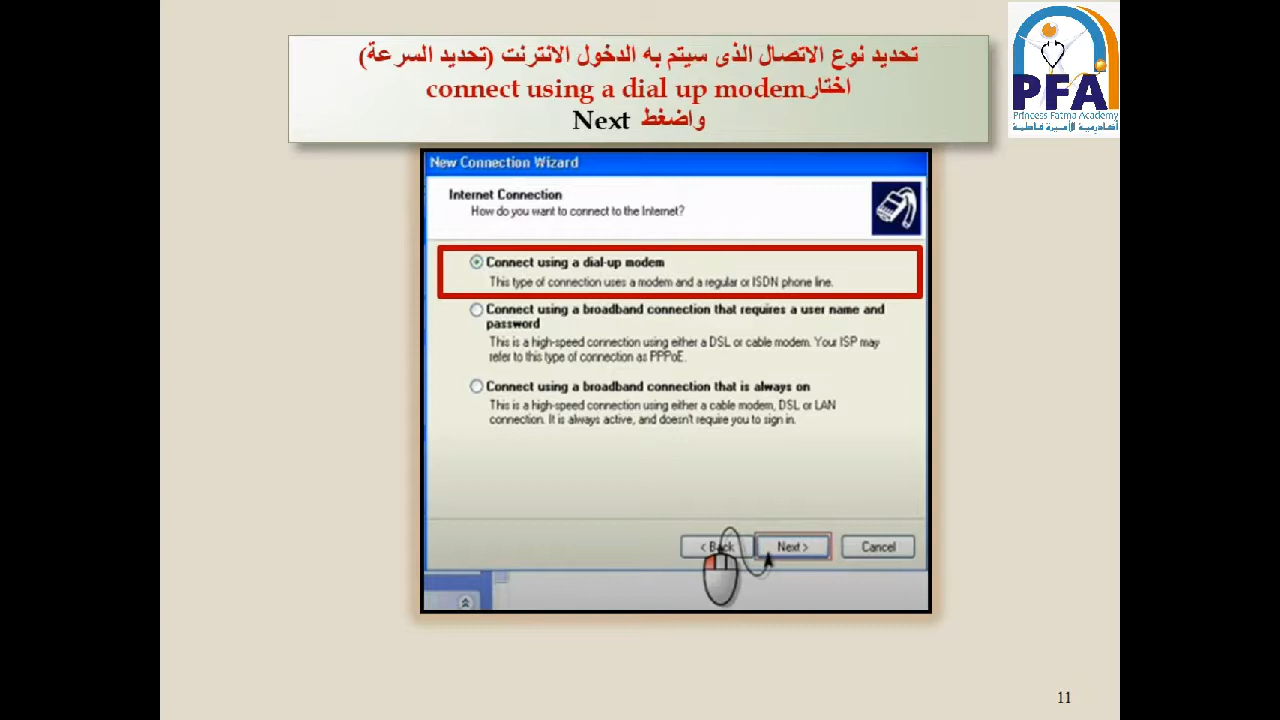 تحديد نوع الاتصال الذى سيتم به الدخول الانترنت (تحديد السرعة)
اختار connect using a dial up modem
واضغط Next
PFA
Princess Fatma Academy
أكاديمية الأميرة فاطمة
New Connection Wizard
Internet Connection
How do you want to connect to the Internet?
Connect using a dial-up modem
This type of connection uses a modem and a regular or ISDN phone line.
Connect using a broadband connection that requires a user name and
password
This is a high-speed connection using either a DSL or cable modem. Your ISP may
refer to this type of connection as PPPoE.
Connect using a broadband connection that is always on
This is a high-speed connection using either a cable modem, DSL or LAN
connection. It is always active, and doesn't require you to sign in.
< Back Next > Cancel
11